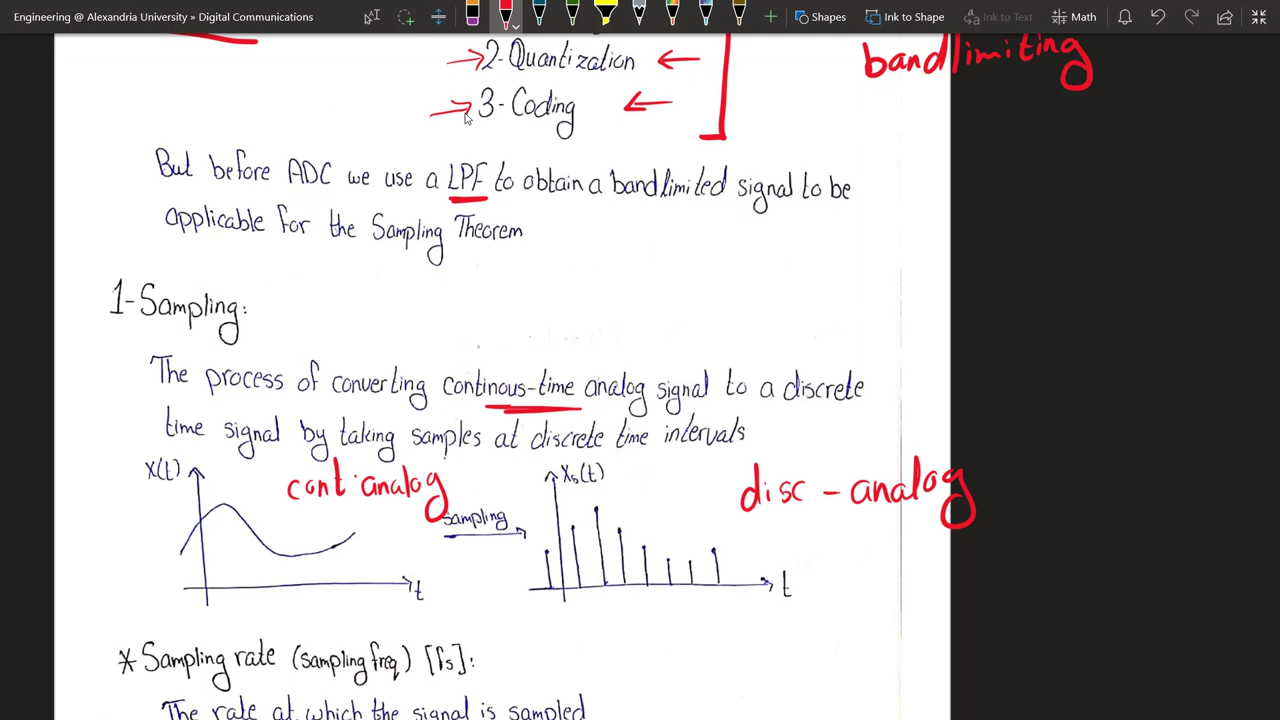 Engineering @ Alexandria University » Digital Communications
Shapes
Ink to Shape
Ink to Text
Math
2-Quantization
bandlimiting
3-Coding
But before ADC we use a LPF to obtain a bandlimited signal to be
applicable for the Sampling Theorem
1-Sampling:
The process of converting continous-time analog signal to a discrete
time signal by taking samples at discrete time intervals
x(t)
cont. analog
sampling
xs(t)
disc - analog
t
t
* Sampling rate (sampling freq) [fs]:
The rate at which the signal is sampled